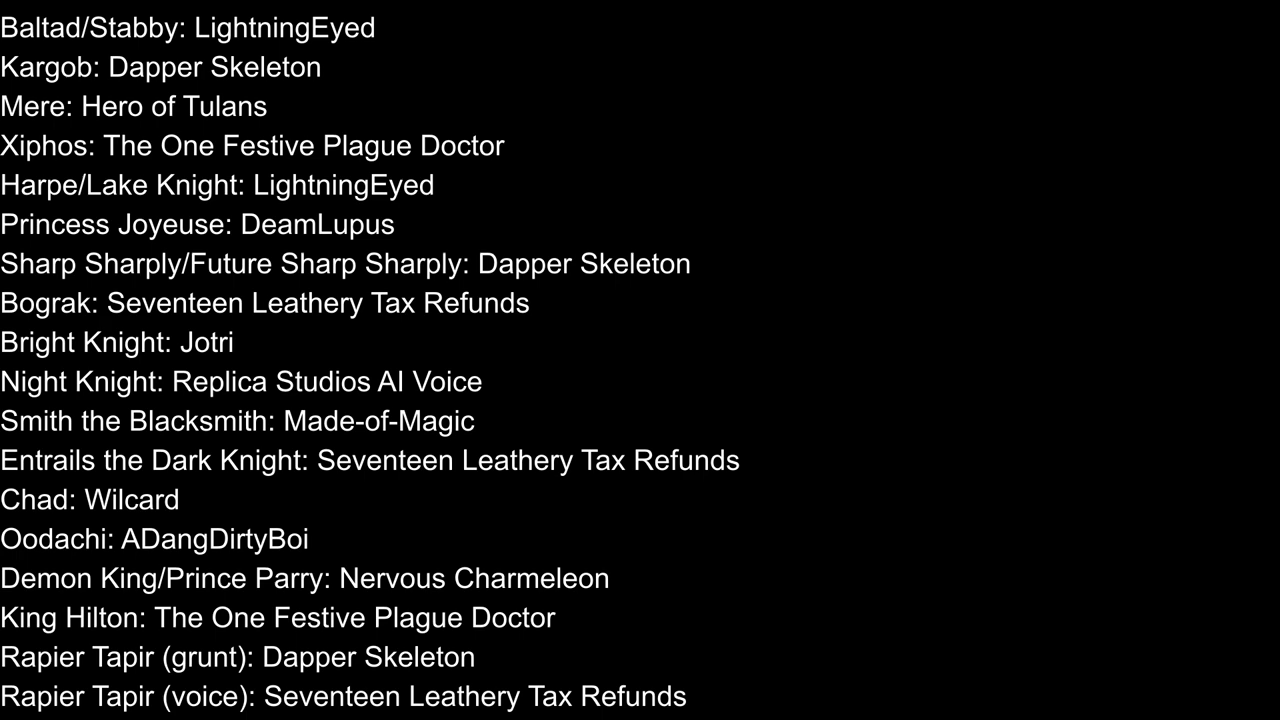 Baltad/Stabby: LightningEyed
Kargob: Dapper Skeleton
Mere: Hero of Tulans
Xiphos: The One Festive Plague Doctor
Harpe/Lake Knight: LightningEyed
Princess Joyeuse: DeamLupus
Sharp Sharply/Future Sharp Sharply: Dapper Skeleton
Bograk: Seventeen Leathery Tax Refunds
Bright Knight: Jotri
Night Knight: Replica Studios AI Voice
Smith the Blacksmith: Made-of-Magic
Entrails the Dark Knight: Seventeen Leathery Tax Refunds
Chad: Wilcard
Oodachi: ADangDirtyBoi
Demon King/Prince Parry: Nervous Charmeleon
King Hilton: The One Festive Plague Doctor
Rapier Tapir (grunt): Dapper Skeleton
Rapier Tapir (voice): Seventeen Leathery Tax Refunds